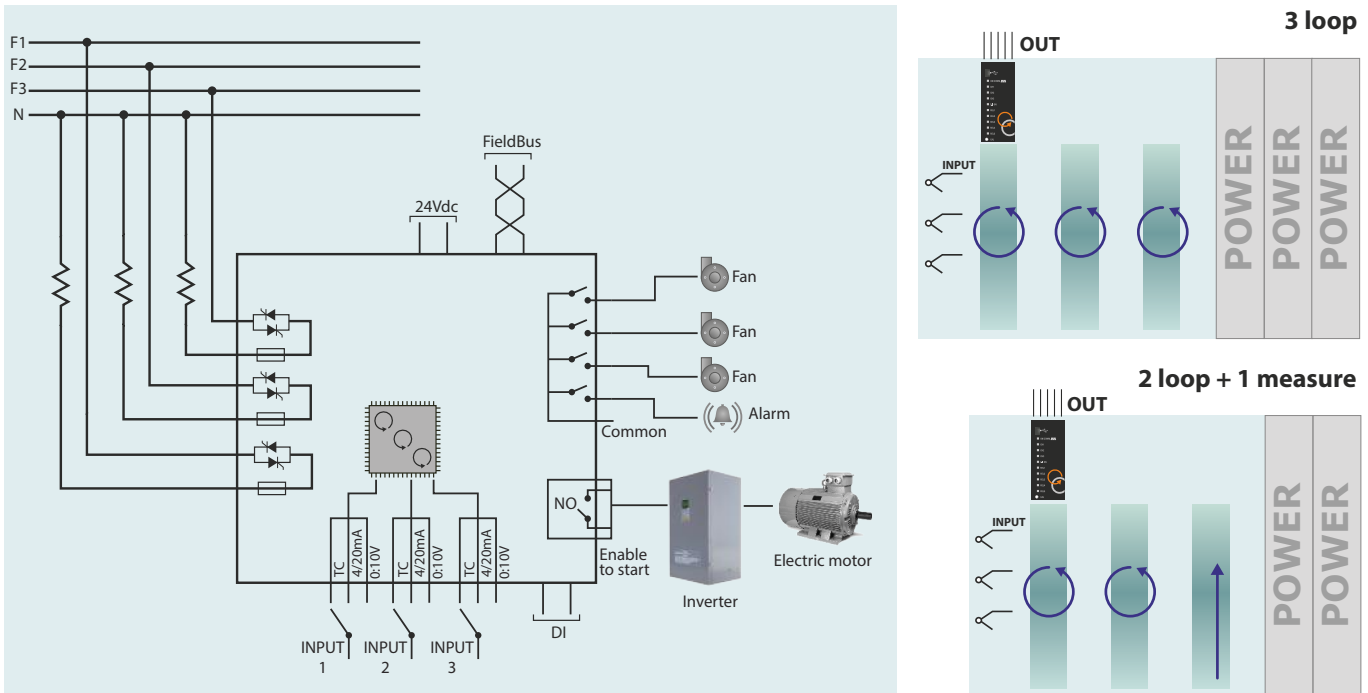 F1
F2
F3
N
FieldBus
24Vdc
Fan
Fan
Fan
Alarm
Common
NO
Enable
to start
Inverter
Electric motor
TC
4/20mA
0:10V
TC
4/20mA
0:10V
TC
4/20mA
0:10V
INPUT
1
INPUT
2
INPUT
3
DI
3 loop
OUT
INPUT
POWER
POWER
POWER
2 loop + 1 measure
OUT
INPUT
POWER
POWER